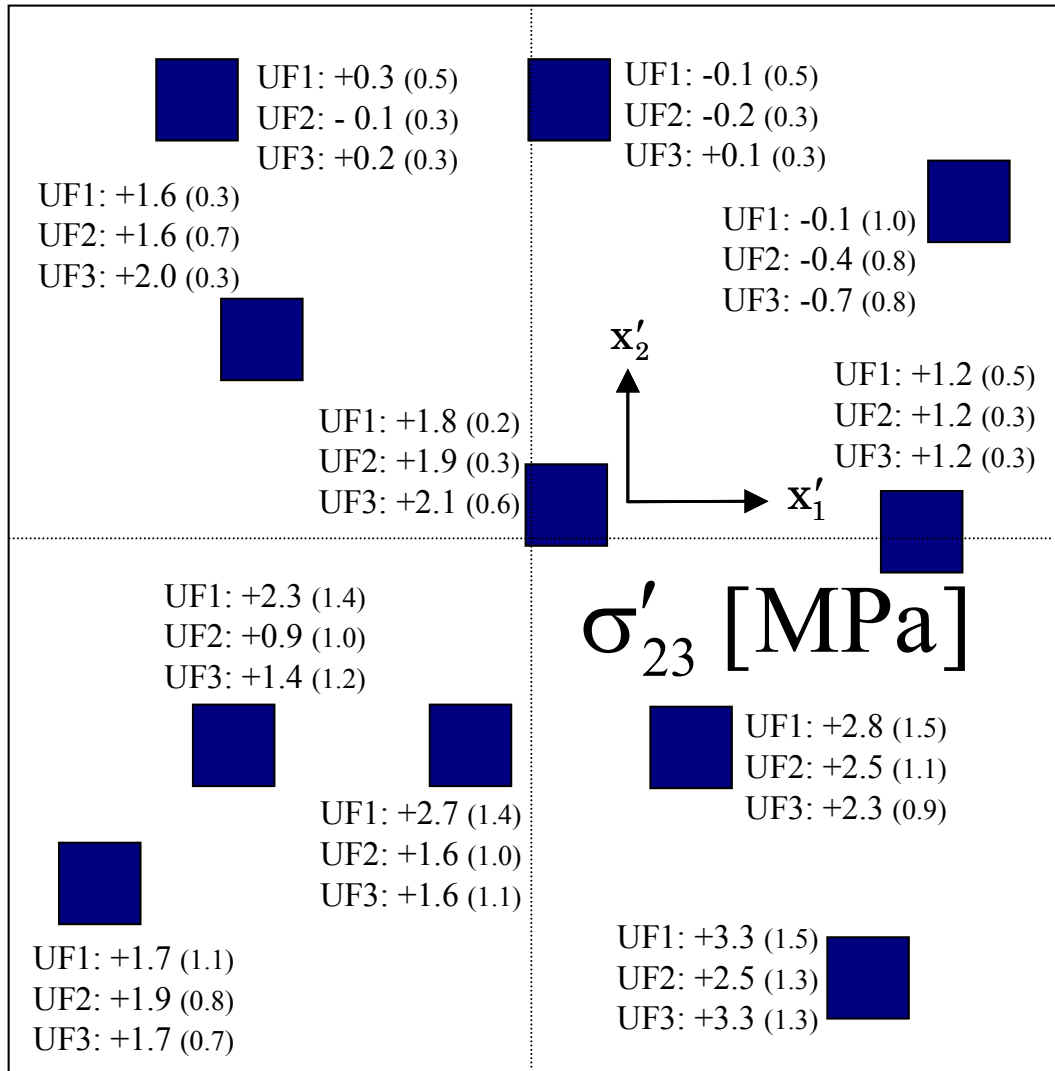 UF1: +0.3 (0.5)
UF2: - 0.1 (0.3)
UF3: +0.2 (0.3)
UF1: -0.1 (0.5)
UF2: -0.2 (0.3)
UF3: +0.1 (0.3)
UF1: +1.6 (0.3)
UF2: +1.6 (0.7)
UF3: +2.0 (0.3)
UF1: -0.1 (1.0)
UF2: -0.4 (0.8)
UF3: -0.7 (0.8)
x′₂
UF1: +1.2 (0.5)
UF2: +1.2 (0.3)
UF3: +1.2 (0.3)
UF1: +1.8 (0.2)
UF2: +1.9 (0.3)
UF3: +2.1 (0.6)
x′₁
UF1: +2.3 (1.4)
UF2: +0.9 (1.0)
UF3: +1.4 (1.2)
σ′₂₃ [MPa]
UF1: +2.8 (1.5)
UF2: +2.5 (1.1)
UF3: +2.3 (0.9)
UF1: +2.7 (1.4)
UF2: +1.6 (1.0)
UF3: +1.6 (1.1)
UF1: +1.7 (1.1)
UF2: +1.9 (0.8)
UF3: +1.7 (0.7)
UF1: +3.3 (1.5)
UF2: +2.5 (1.3)
UF3: +3.3 (1.3)